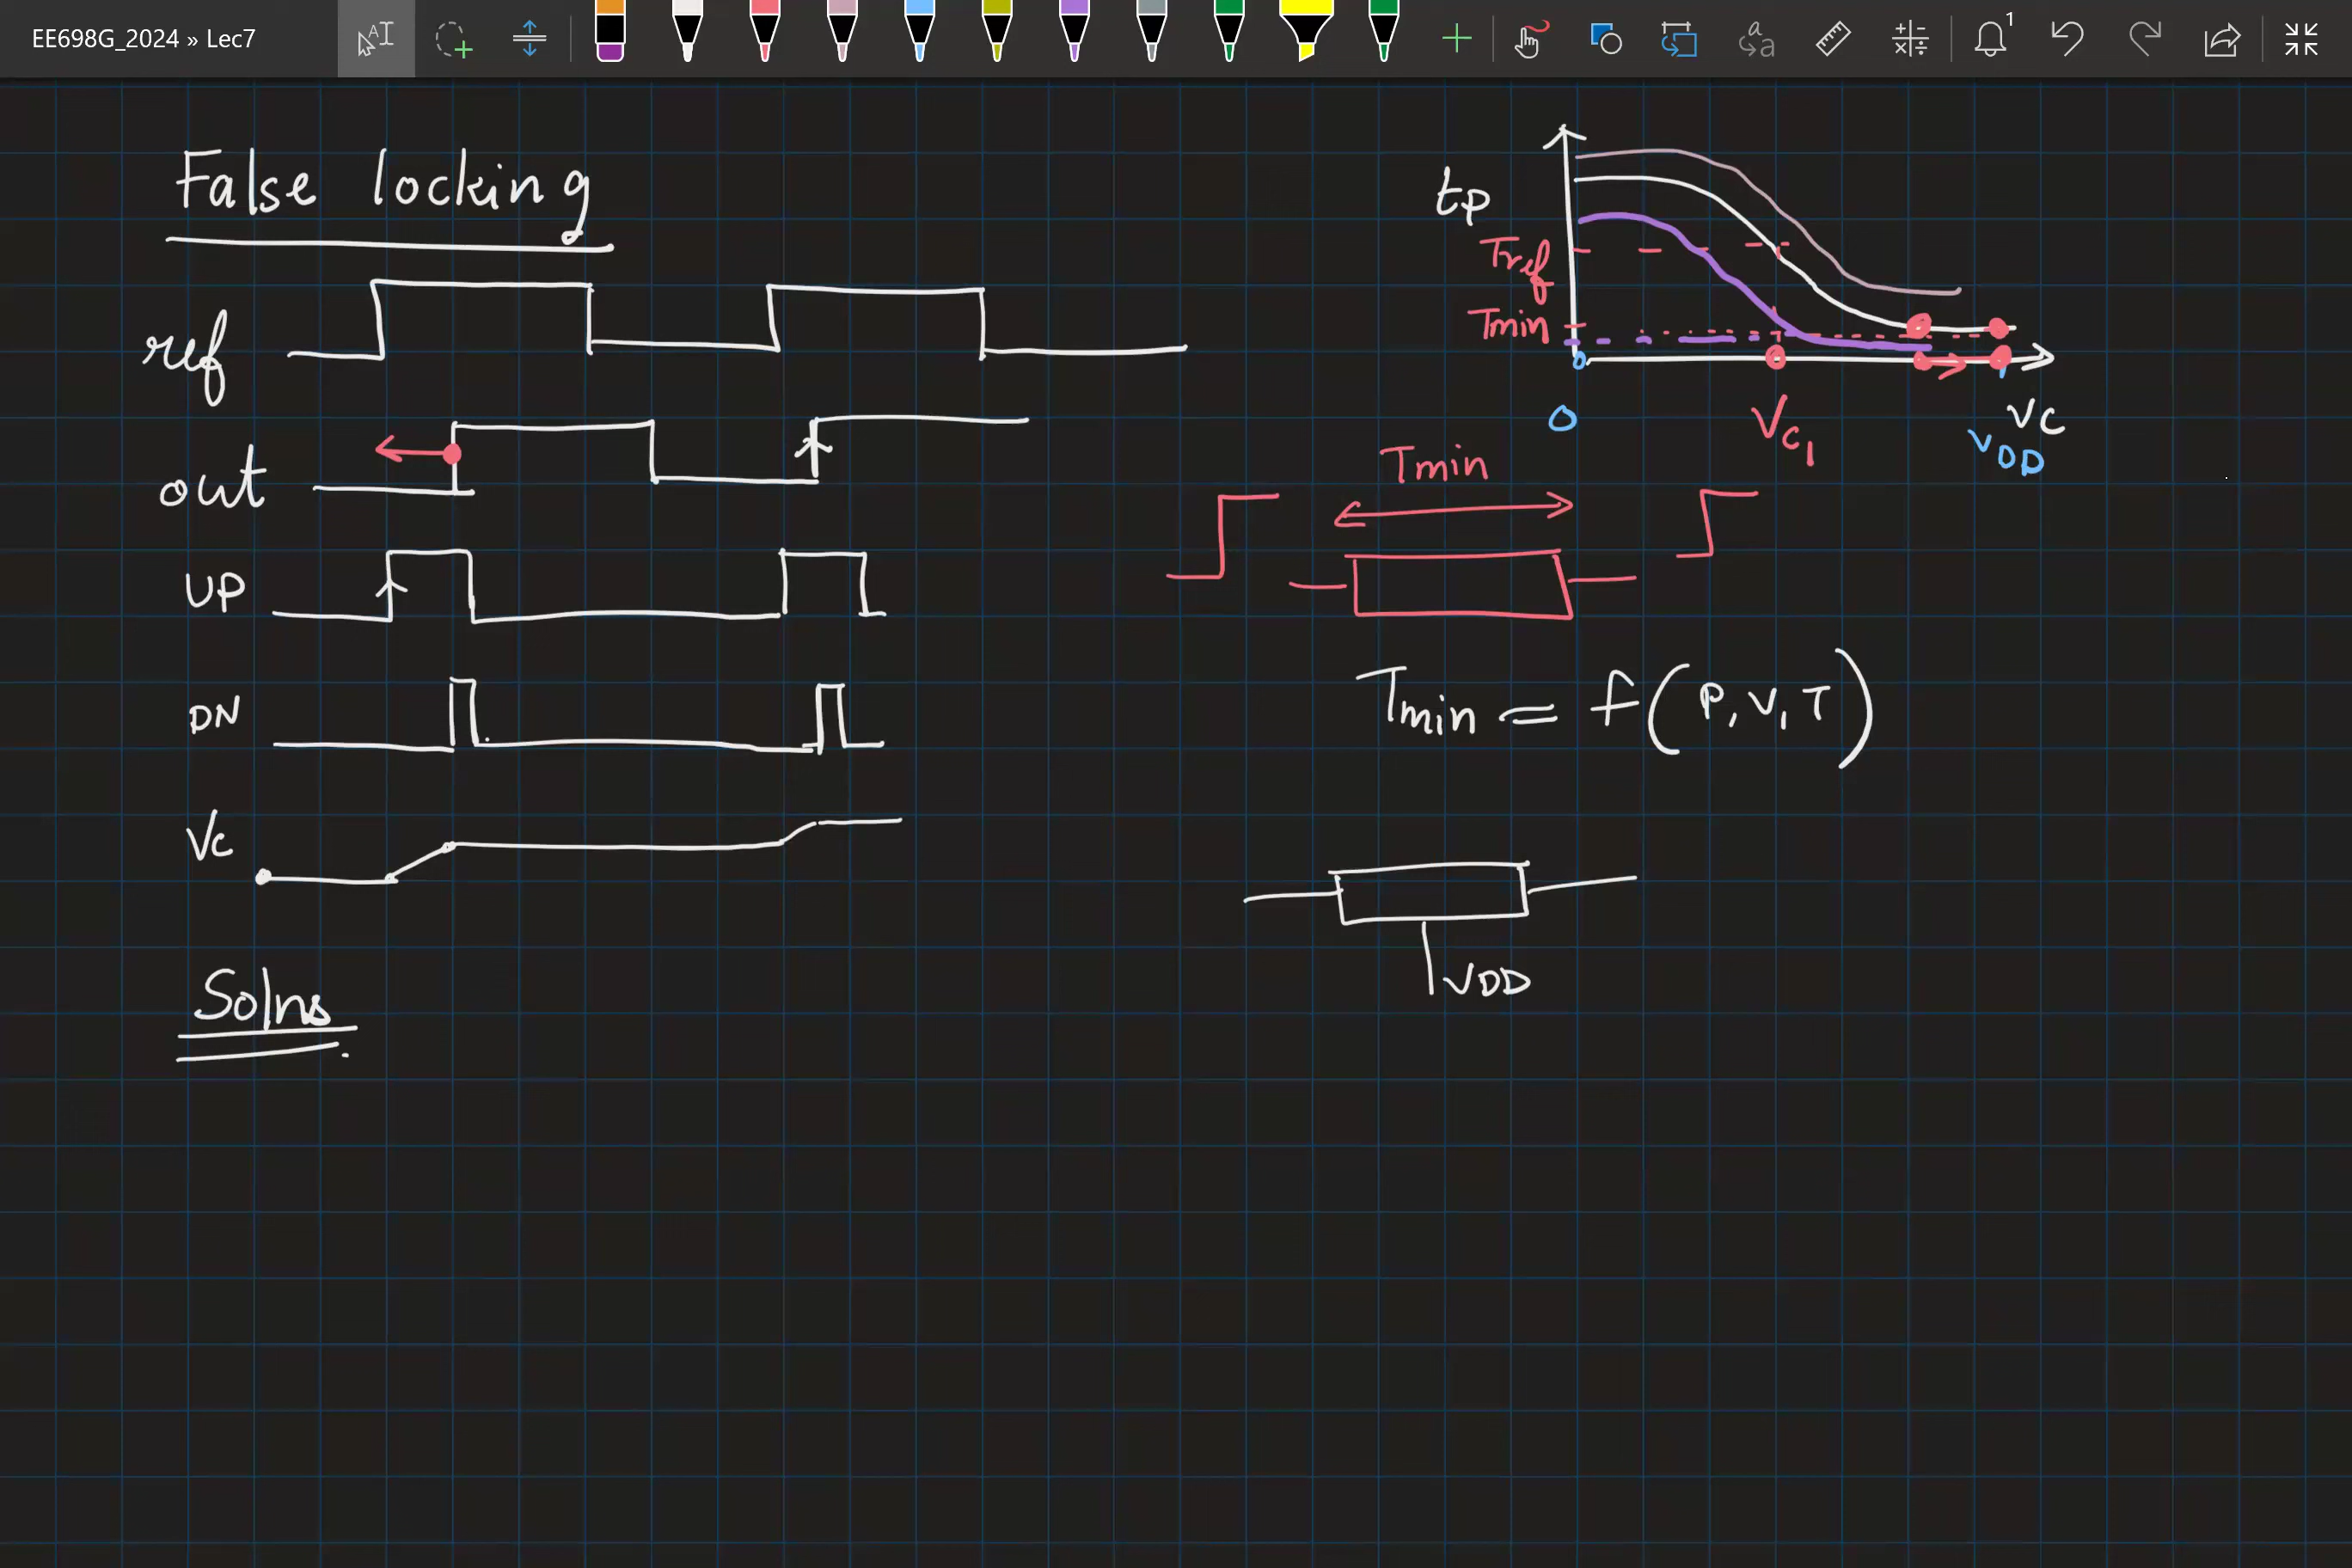 EE698G_2024 » Lec7
1
False locking
ref
out
UP
DN
Vc
Solns
tp
Tref
Tmin
0
Vc1
VC
VDD
Tmin
Tmin = f(P, V, T)
VDD